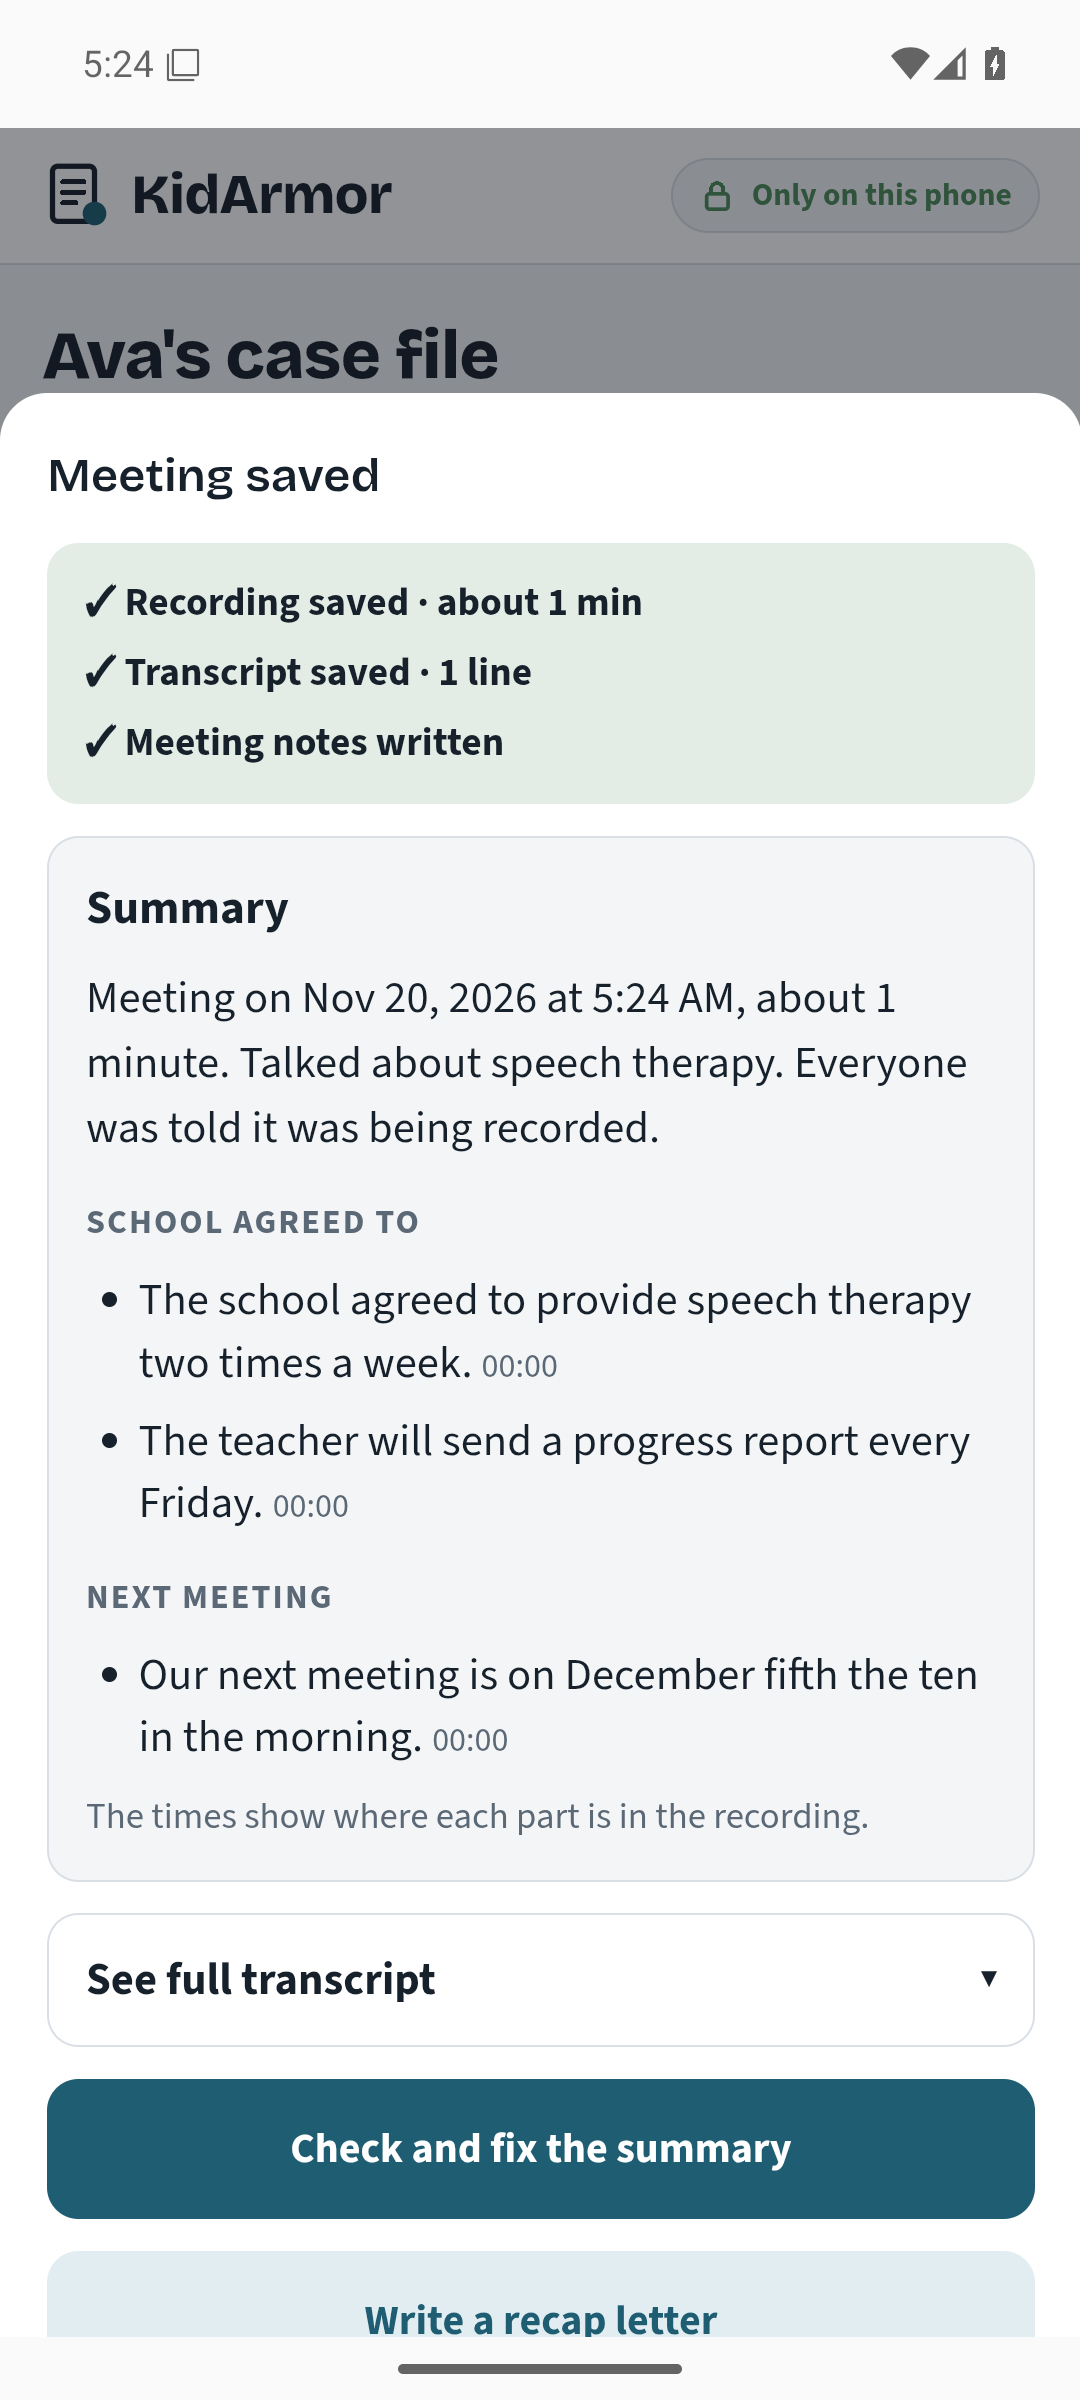 5:24
KidArmor
Only on this phone
Ava's case file
Meeting saved
✓ Recording saved · about 1 min
✓ Transcript saved · 1 line
✓ Meeting notes written
Summary
Meeting on Nov 20, 2026 at 5:24 AM, about 1
minute. Talked about speech therapy. Everyone
was told it was being recorded.
SCHOOL AGREED TO
• The school agreed to provide speech therapy
two times a week. 00:00
• The teacher will send a progress report every
Friday. 00:00
NEXT MEETING
• Our next meeting is on December fifth the ten
in the morning. 00:00
The times show where each part is in the recording.
See full transcript
Check and fix the summary
Write a recap letter